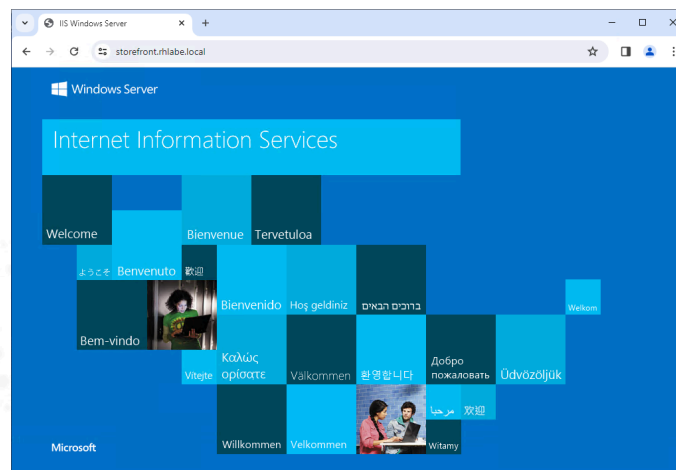 IIS Windows Server
storefront.rhlabe.local
Windows Server
Internet Information Services
Welcome
Bienvenue
Tervetuloa
ようこそ
Benvenuto
歡迎
Bienvenido
Hoş geldiniz
ברוכים הבאים
Welkom
Bem-vindo
Vítejte
Καλώς
ορίσατε
Välkommen
환영합니다
Добро
пожаловать
Üdvözöljük
Willkommen
Velkommen
مرحبا
欢迎
Witamy
Microsoft